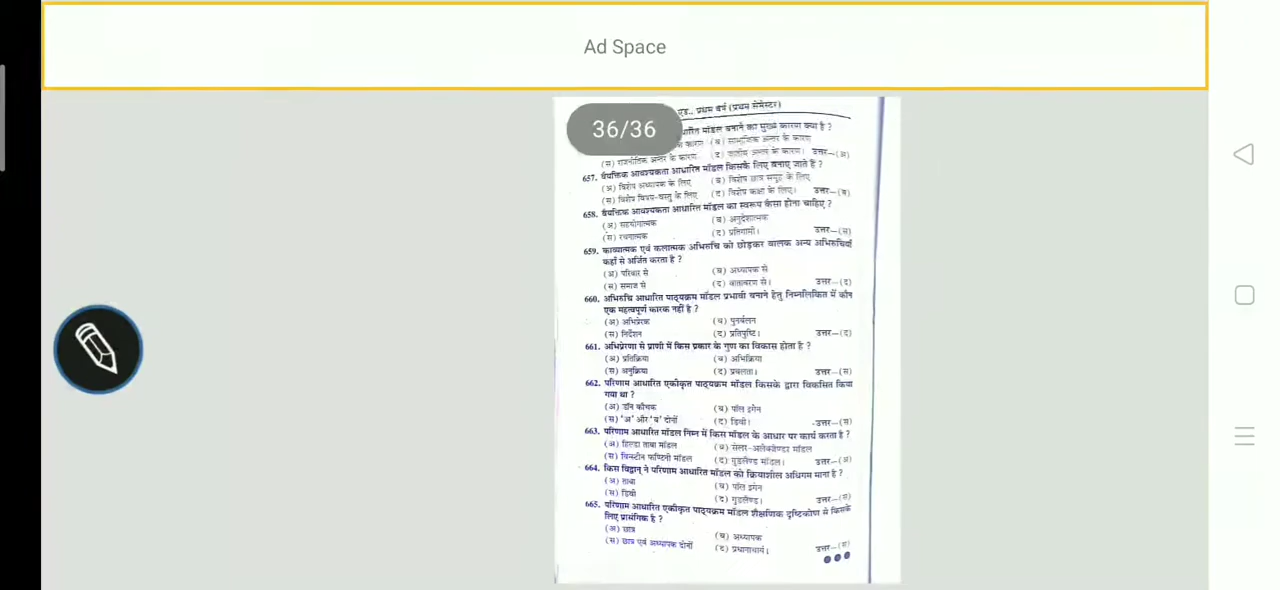 Ad Space
36/36
एड., प्रथम वर्ष (प्रथम सेमेस्टर)
आधारित मॉडल बनाने का मुख्य कारण क्या है ?
के कारण (ब) सामाजिक अन्तर के कारण
(स) राजनीतिक अन्तर के कारण (द) अन्तर के कारण। उत्तर—(अ)
657. वैयक्तिक आवश्यकता आधारित मॉडल किसके लिए बनाए जाते हैं ?
(अ) विशेष अध्यापक के लिए (ब) विशेष छात्र समूह के लिए
(स) विशेष विषय-वस्तु के लिए (द) विशेष कक्षा के लिए। उत्तर—(ब)
658. वैयक्तिक आवश्यकता आधारित मॉडल का स्वरूप कैसा होना चाहिए ?
(अ) सहयोगात्मक (ब) अनुदेशात्मक
(स) रचनात्मक (द) प्रतिगामी। उत्तर—(स)
659. काव्यात्मक एवं कलात्मक अभिरुचि को छोड़कर बालक अन्य अभिरुचियाँ
कहाँ से अर्जित करता है ?
(अ) परिवार से (ब) अध्यापक से
(स) समाज से (द) वातावरण से। उत्तर—(द)
660. अभिरुचि आधारित पाठ्यक्रम मॉडल प्रभावी बनाने हेतु निम्नलिखित में कौन
एक महत्वपूर्ण कारक नहीं है ?
(अ) अभिप्रेरक (ब) पुनर्बलन
(स) निर्देशन (द) प्रतिपुष्टि। उत्तर—(द)
661. अभिप्रेरणा से प्राणी में किस प्रकार के गुण का विकास होता है ?
(अ) प्रतिक्रिया (ब) अभिक्रिया
(स) अनुक्रिया (द) प्रबलता। उत्तर—(स)
662. परिणाम आधारित एकीकृत पाठ्यक्रम मॉडल किसके द्वारा विकसित किया
गया था ?
(अ) डॉन कौचक (ब) पॉल इगेन
(स) 'अ' और 'ब' दोनों (द) डिवी। उत्तर—(स)
663. परिणाम आधारित मॉडल निम्न में किस मॉडल के आधार पर कार्य करता है ?
(अ) हिल्डा ताबा मॉडल (ब) सेलर-अलेक्जेण्डर मॉडल
(स) विन्स्टीन फण्टिनी मॉडल (द) गुडलैण्ड मॉडल। उत्तर—(अ)
664. किस विद्वान् ने परिणाम आधारित मॉडल को क्रियाशील अधिगम माना है ?
(अ) ताबा (ब) पॉल इगेन
(स) डिवी (द) गुडलैण्ड। उत्तर—(स)
665. परिणाम आधारित एकीकृत पाठ्यक्रम मॉडल शैक्षणिक दृष्टिकोण से किसके
लिए प्रासंगिक है ?
(अ) छात्र (ब) अध्यापक
(स) छात्र एवं अध्यापक दोनों (द) प्रधानाचार्य। उत्तर—(स)